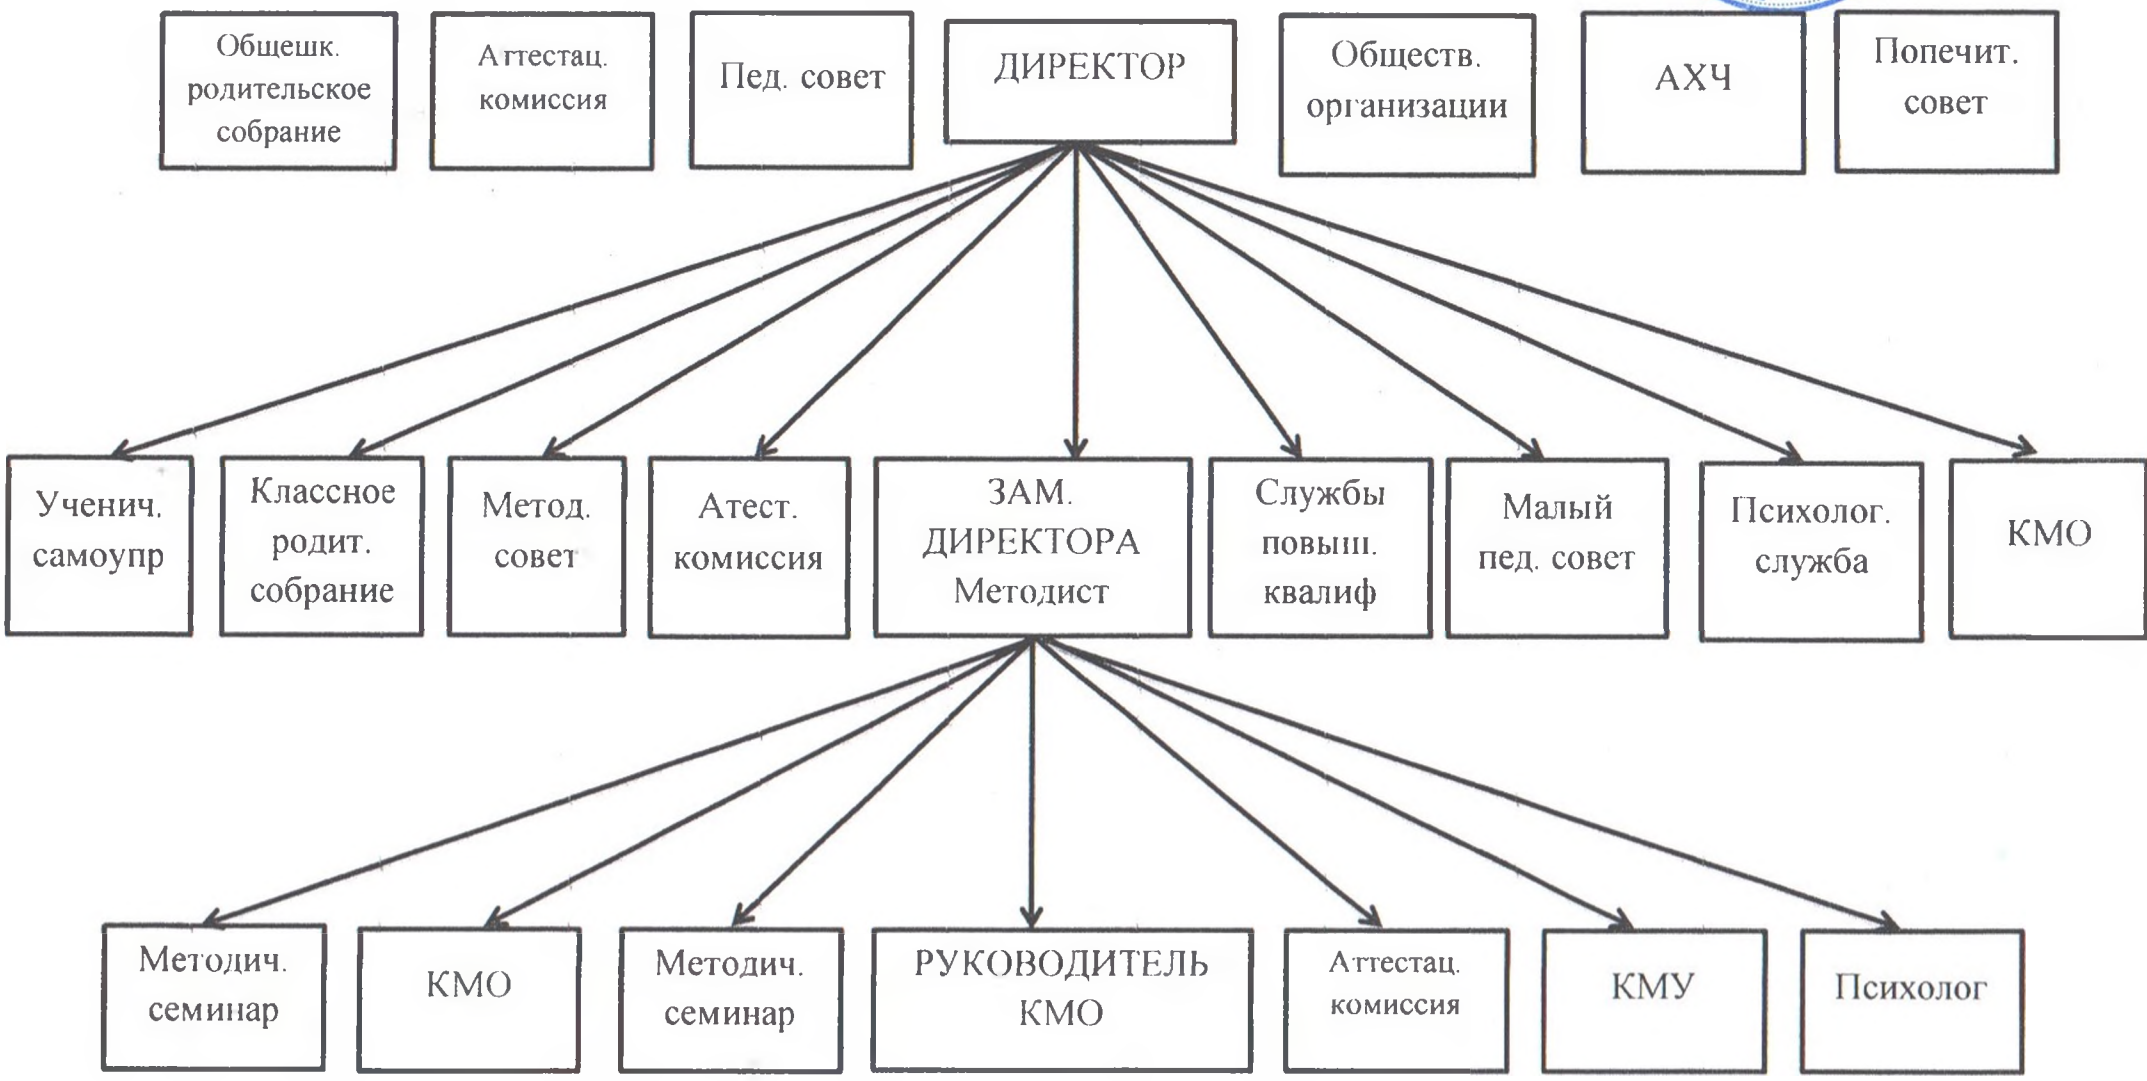 Общешк.
родительское
собрание
Аттестац.
комиссия
Пед. совет
ДИРЕКТОР
Обществ.
организации
АХЧ
Попечит.
совет
Ученич.
самоупр
Классное
родит.
собрание
Метод.
совет
Атест.
комиссия
ЗАМ.
ДИРЕКТОРА
Методист
Службы
повыш.
квалиф
Малый
пед. совет
Психолог.
служба
КМО
Методич.
семинар
КМО
Методич.
семинар
РУКОВОДИТЕЛЬ
КМО
Аттестац.
комиссия
КМУ
Психолог